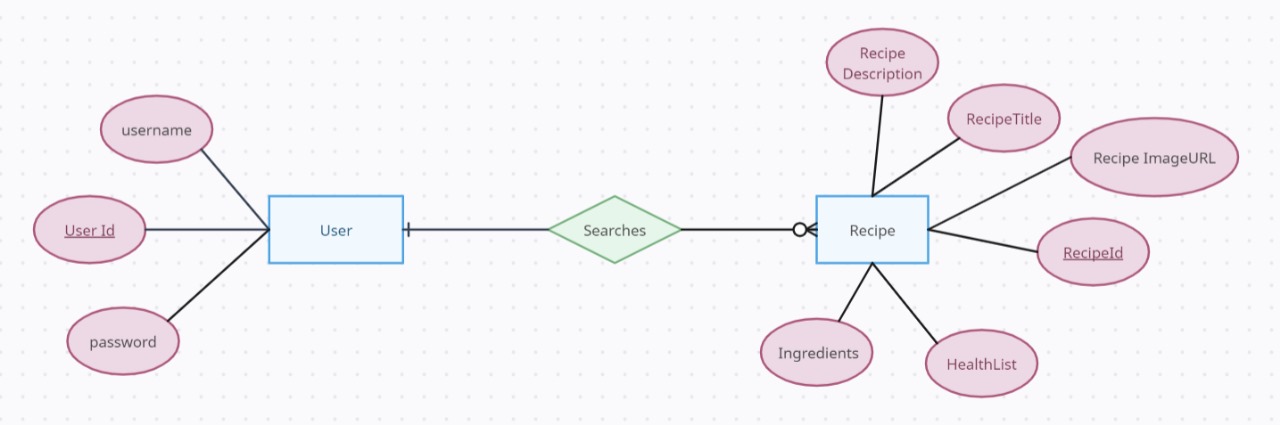 Recipe
Description
RecipeTitle
username
Recipe ImageURL
User Id
User
Searches
Recipe
RecipeId
password
Ingredients
HealthList